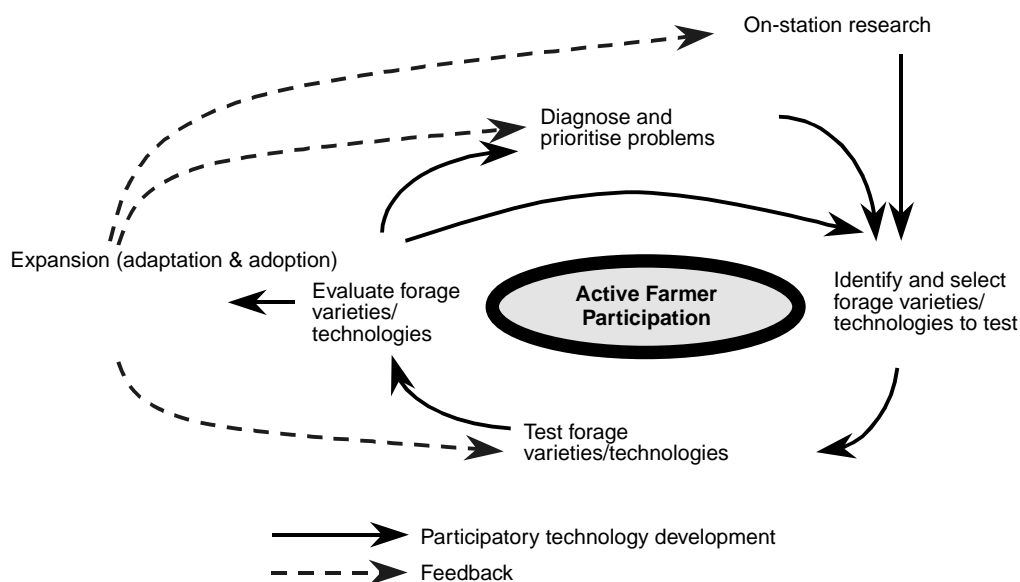 On-station research
Diagnose and
prioritise problems
Expansion (adaptation & adoption)
Evaluate forage
varieties/
technologies
Active Farmer
Participation
Identify and select
forage varieties/
technologies to test
Test forage
varieties/technologies
Participatory technology development
Feedback